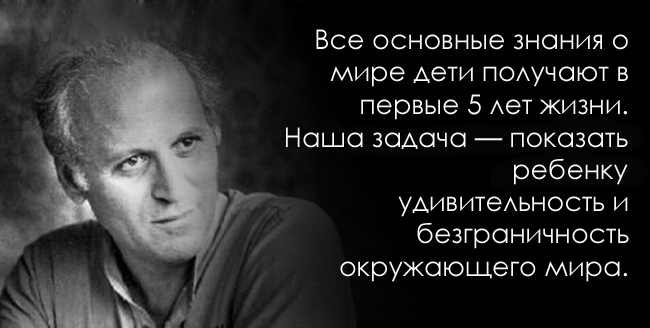 Все основные знания о
мире дети получают в
первые 5 лет жизни.
Наша задача — показать
ребенку
удивительность и
безграничность
окружающего мира.